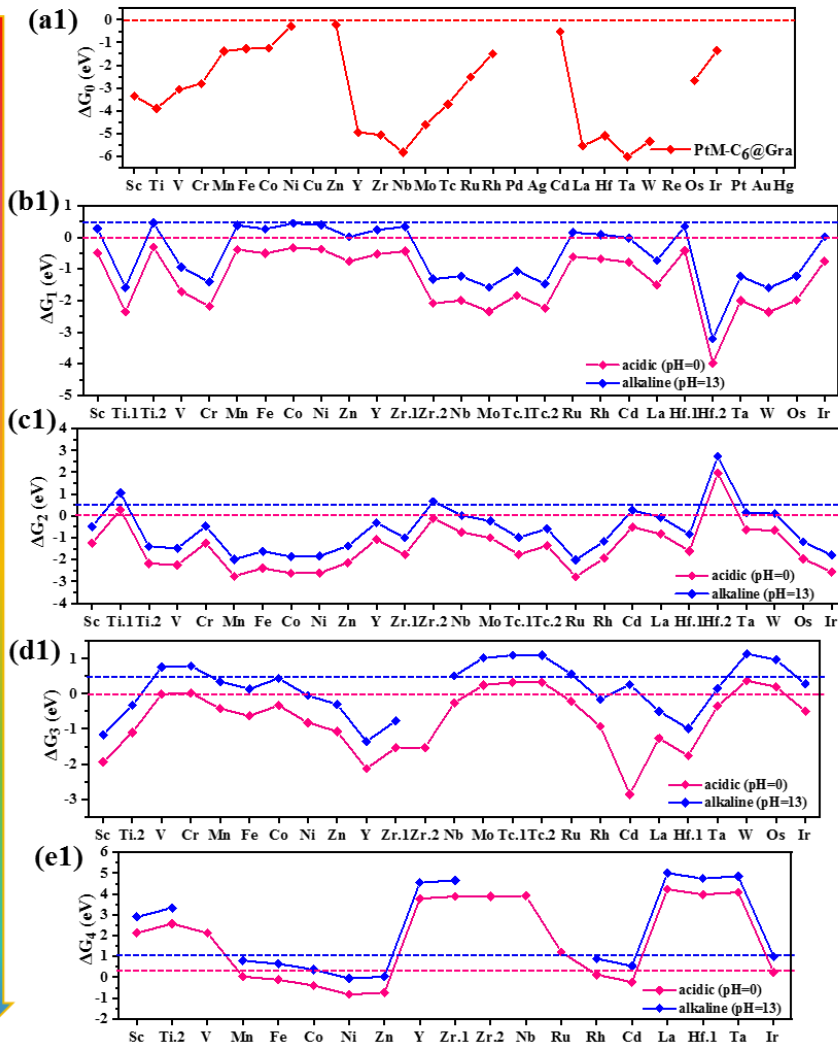 (a1)
ΔG0 (eV)
0
-1
-2
-3
-4
-5
-6
PtM-C6@Gra
Sc Ti V Cr Mn Fe Co Ni Cu Zn Y Zr Nb Mo Tc Ru Rh Pd Ag Cd La Hf Ta W Re Os Ir Pt Au Hg
(b1)
ΔG1 (eV)
1
0
-1
-2
-3
-4
-5
acidic (pH=0)
alkaline (pH=13)
Sc Ti.1 Ti.2 V Cr Mn Fe Co Ni Zn Y Zr.1 Zr.2 Nb Mo Tc.1 Tc.2 Ru Rh Cd La Hf.1 Hf.2 Ta W Os Ir
(c1)
ΔG2 (eV)
4
3
2
1
0
-1
-2
-3
-4
acidic (pH=0)
alkaline (pH=13)
Sc Ti.1 Ti.2 V Cr Mn Fe Co Ni Zn Y Zr.1 Zr.2 Nb Mo Tc.1 Tc.2 Ru Rh Cd La Hf.1 Hf.2 Ta W Os Ir
(d1)
ΔG3 (eV)
1
0
-1
-2
-3
acidic (pH=0)
alkaline (pH=13)
Sc Ti.2 V Cr Mn Fe Co Ni Zn Y Zr.1 Zr.2 Nb Mo Tc.1 Tc.2 Ru Rh Cd La Hf.1 Ta W Os Ir
(e1)
ΔG4 (eV)
6
5
4
3
2
1
0
-1
-2
acidic (pH=0)
alkaline (pH=13)
Sc Ti.2 V Mn Fe Co Ni Zn Y Zr.1 Zr.2 Nb Ru Rh Cd La Hf.1 Ta Ir